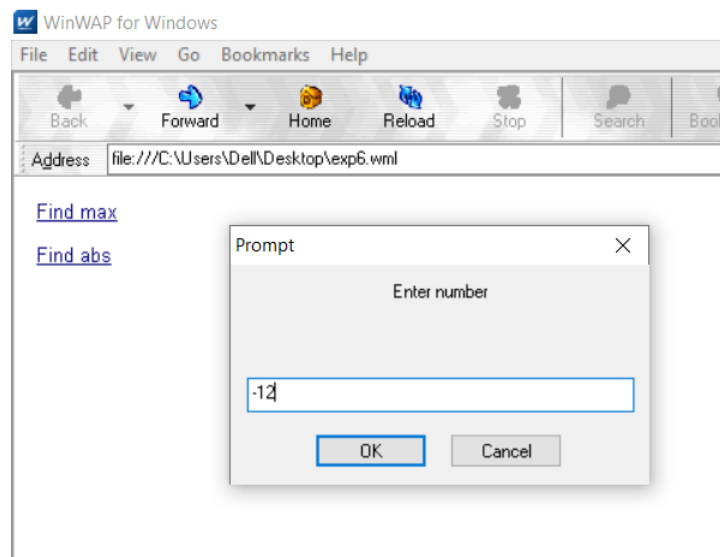 WinWAP for Windows
File Edit View Go Bookmarks Help
Back Forward Home Reload Stop Search
Address file:///C:\Users\Dell\Desktop\exp6.wml
Find max
Find abs
Prompt
Enter number
-12
OK Cancel